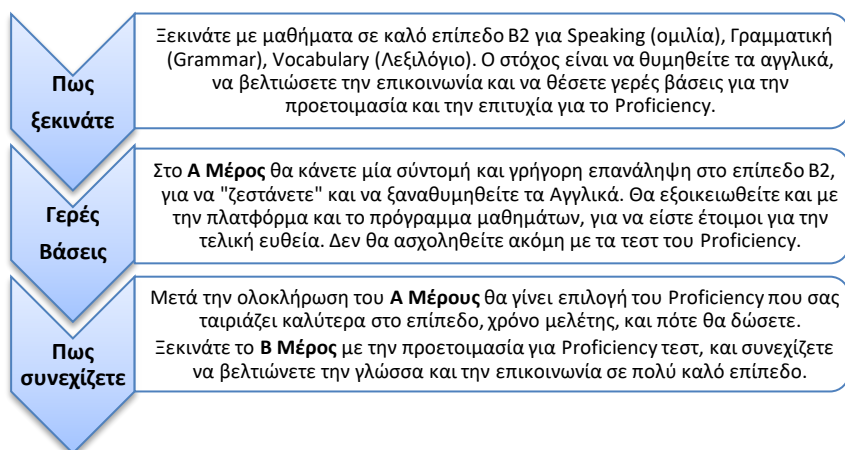 Πως
ξεκινάτε
Ξεκινάτε με μαθήματα σε καλό επίπεδο Β2 για Speaking (ομιλία), Γραμματική
(Grammar), Vocabulary (Λεξιλόγιο). Ο στόχος είναι να θυμηθείτε τα αγγλικά,
να βελτιώσετε την επικοινωνία και να θέσετε γερές βάσεις για την
προετοιμασία και την επιτυχία για το Proficiency.
Γερές
Βάσεις
Στο Α Μέρος θα κάνετε μία σύντομή και γρήγορη επανάληψη στο επίπεδο Β2,
για να "ζεστάνετε" και να ξαναθυμηθείτε τα Αγγλικά. Θα εξοικειωθείτε και με
την πλατφόρμα και το πρόγραμμα μαθημάτων, για να είστε έτοιμοι για την
τελική ευθεία. Δεν θα ασχοληθείτε ακόμη με τα τεστ του Proficiency.
Πως
συνεχίζετε
Μετά την ολοκλήρωση του Α Μέρους θα γίνει επιλογή του Proficiency που σας
ταιριάζει καλύτερα στο επίπεδο, χρόνο μελέτης, και πότε θα δώσετε.
Ξεκινάτε το Β Μέρος με την προετοιμασία για Proficiency τεστ, και συνεχίζετε
να βελτιώνετε την γλώσσα και την επικοινωνία σε πολύ καλό επίπεδο.